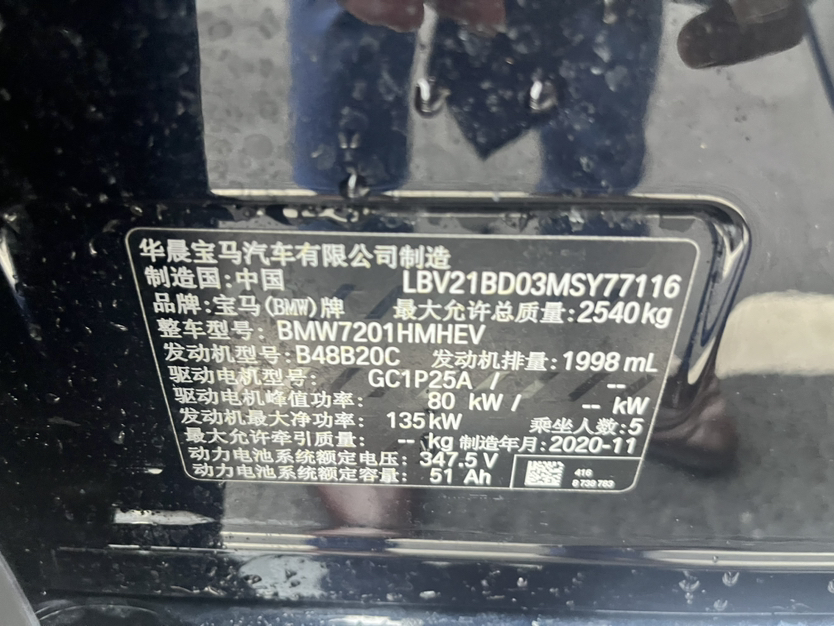 华晨宝马汽车有限公司制造
制造国:中国 LBV21BD03MSY77116
品牌:宝马(BMW)牌 最大允许总质量:2540kg
整车型号: BMW7201HMHEV
发动机型号:B48B20C 发动机排量:1998 mL
驱动电机型号: GC1P25A / --
驱动电机峰值功率: 80 kW / -- kW
发动机最大净功率: 135kW 乘坐人数:5
最大允许牵引质量: -- kg 制造年月:2020-11
动力电池系统额定电压: 347.5 V
动力电池系统额定容量: 51 Ah
416
8 738 783